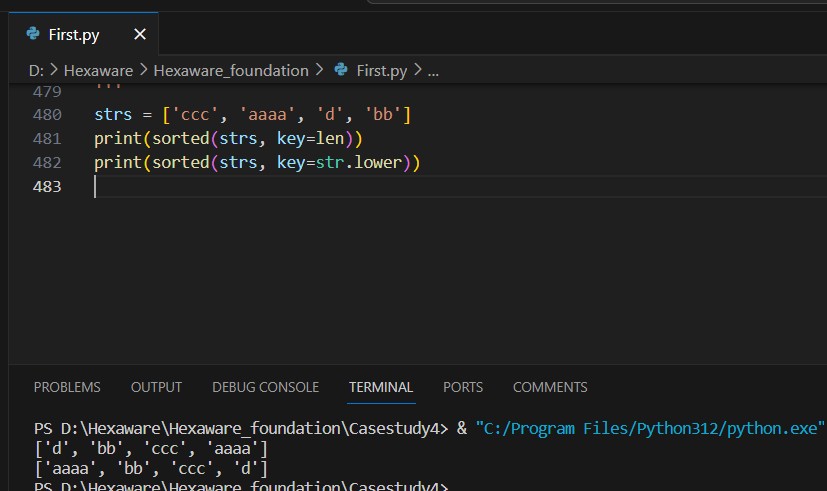 First.py
D: > Hexaware > Hexaware_foundation > First.py > ...
479 '''
480 strs = ['ccc', 'aaaa', 'd', 'bb']
481 print(sorted(strs, key=len))
482 print(sorted(strs, key=str.lower))
483
PROBLEMS OUTPUT DEBUG CONSOLE TERMINAL PORTS COMMENTS
PS D:\Hexaware\Hexaware_foundation\Casestudy4> & "C:/Program Files/Python312/python.exe"
['d', 'bb', 'ccc', 'aaaa']
['aaaa', 'bb', 'ccc', 'd']
PS D:\Hexaware\Hexaware_foundation\Casestudy4>